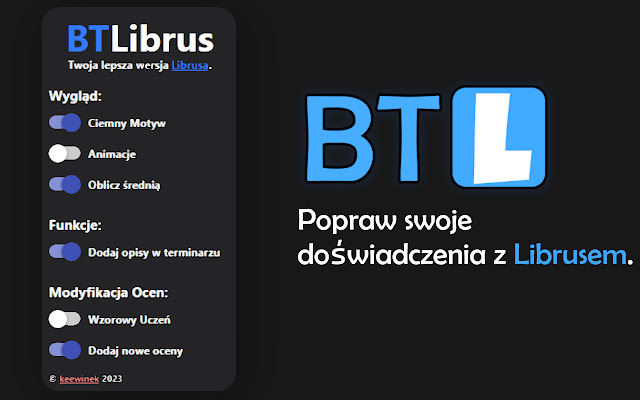 BTLibrus
Twoja lepsza wersja Librusa.
Wygląd:
Ciemny Motyw
Animacje
Oblicz średnią
Funkcje:
Dodaj opisy w terminarzu
Modyfikacja Ocen:
Wzorowy Uczeń
Dodaj nowe oceny
© keewinek 2023
BTL
Popraw swoje
doświadczenia z Librusem.